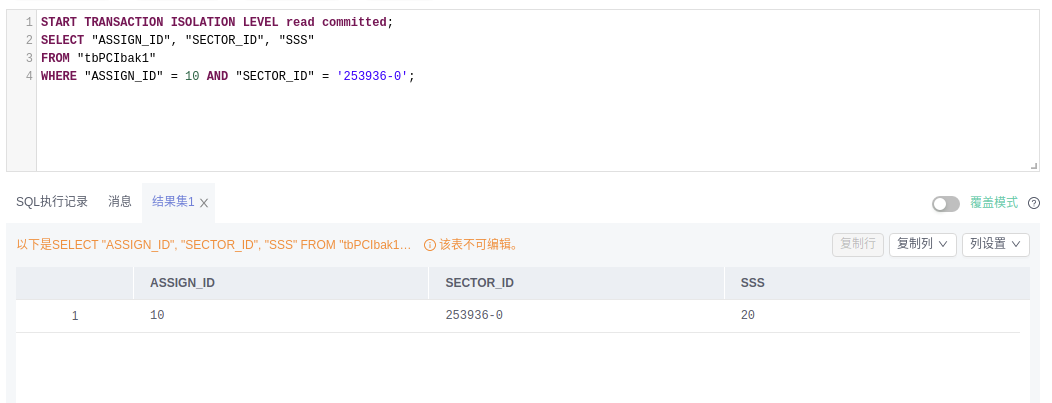 1 START TRANSACTION ISOLATION LEVEL read committed;
2 SELECT "ASSIGN_ID", "SECTOR_ID", "SSS"
3 FROM "tbPCIbak1"
4 WHERE "ASSIGN_ID" = 10 AND "SECTOR_ID" = '253936-0';
SQL执行记录 消息 结果集1 覆盖模式
以下是SELECT "ASSIGN_ID", "SECTOR_ID", "SSS" FROM "tbPCIbak1... 该表不可编辑。 复制行 复制列 列设置
ASSIGN_ID SECTOR_ID SSS
1 10 253936-0 20